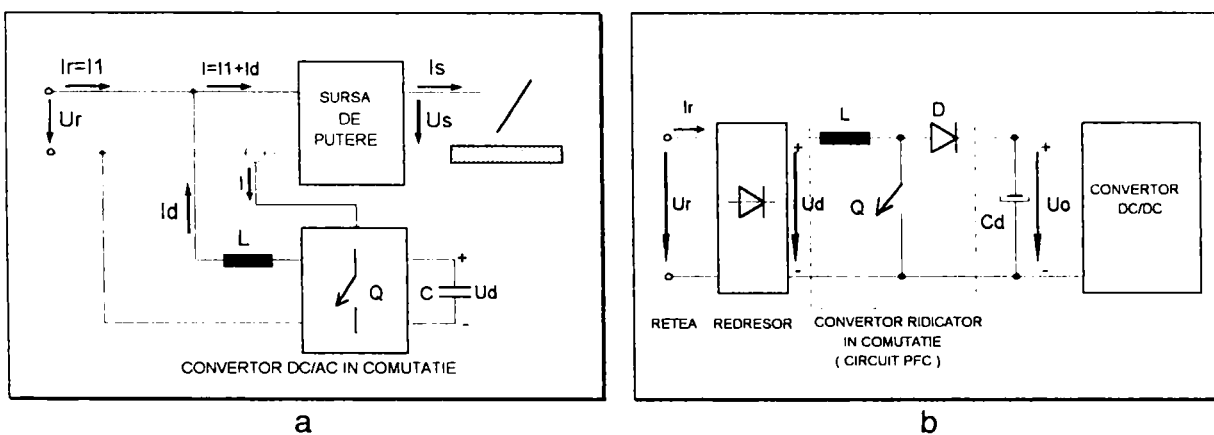 Ir=I1
I=I1+Id
Is
SURSA
DE
PUTERE
Ur
Us
I
Id
L
Q
+
C
Ud
-
CONVERTOR DC/AC IN COMUTATIE
a
Ir
L
D
+
+
Ur
Ud
Q
Cd
Uo
CONVERTOR
DC/DC
-
-
RETEA
REDRESOR
CONVERTOR RIDICATOR
IN COMUTATIE
( CIRCUIT PFC )
b